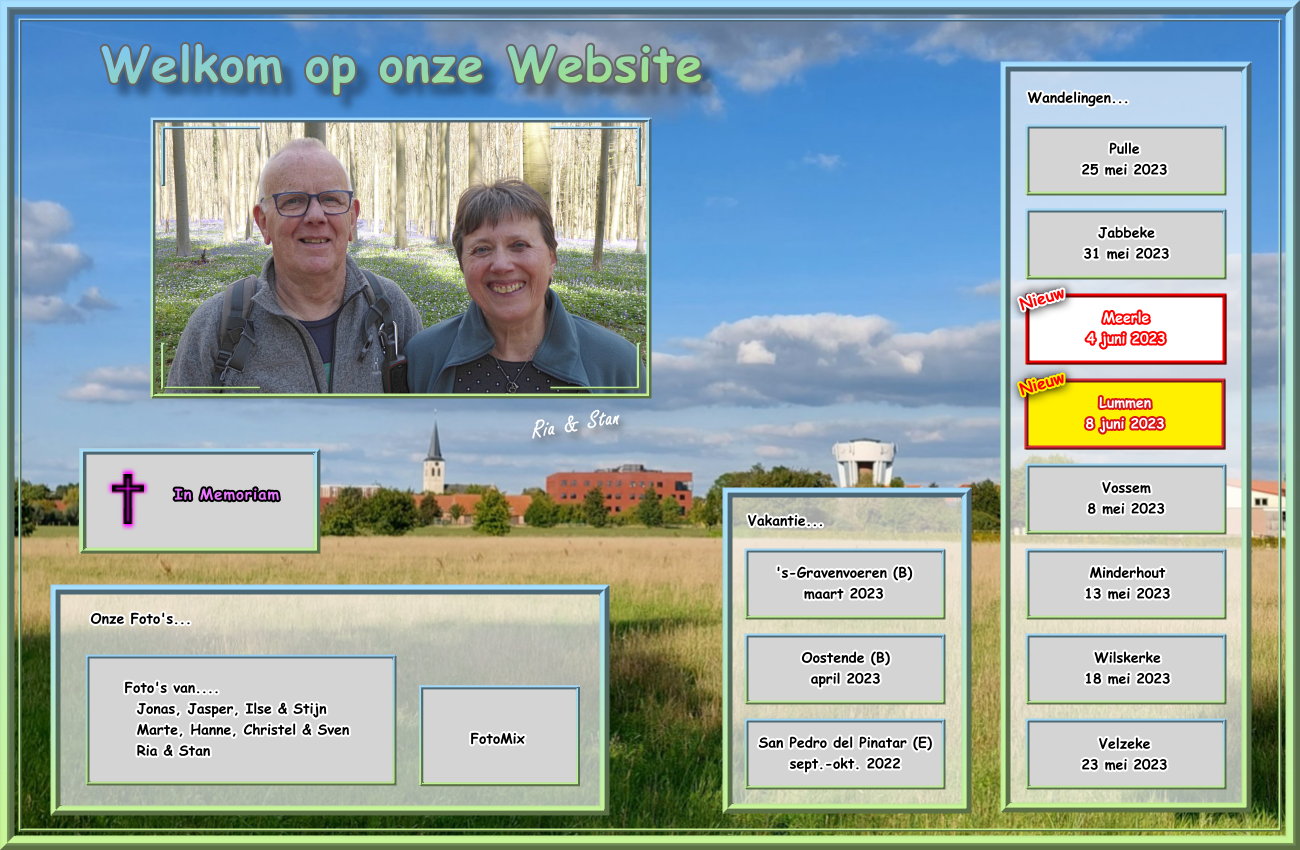 Welkom op onze Website
Ria & Stan
In Memoriam
Onze Foto's...
Foto's van....
Jonas, Jasper, Ilse & Stijn
Marte, Hanne, Christel & Sven
Ria & Stan
FotoMix
Vakantie...
's-Gravenvoeren (B)
maart 2023
Oostende (B)
april 2023
San Pedro del Pinatar (E)
sept.-okt. 2022
Wandelingen...
Pulle
25 mei 2023
Jabbeke
31 mei 2023
Nieuw
Meerle
4 juni 2023
Nieuw
Lummen
8 juni 2023
Vossem
8 mei 2023
Minderhout
13 mei 2023
Wilskerke
18 mei 2023
Velzeke
23 mei 2023